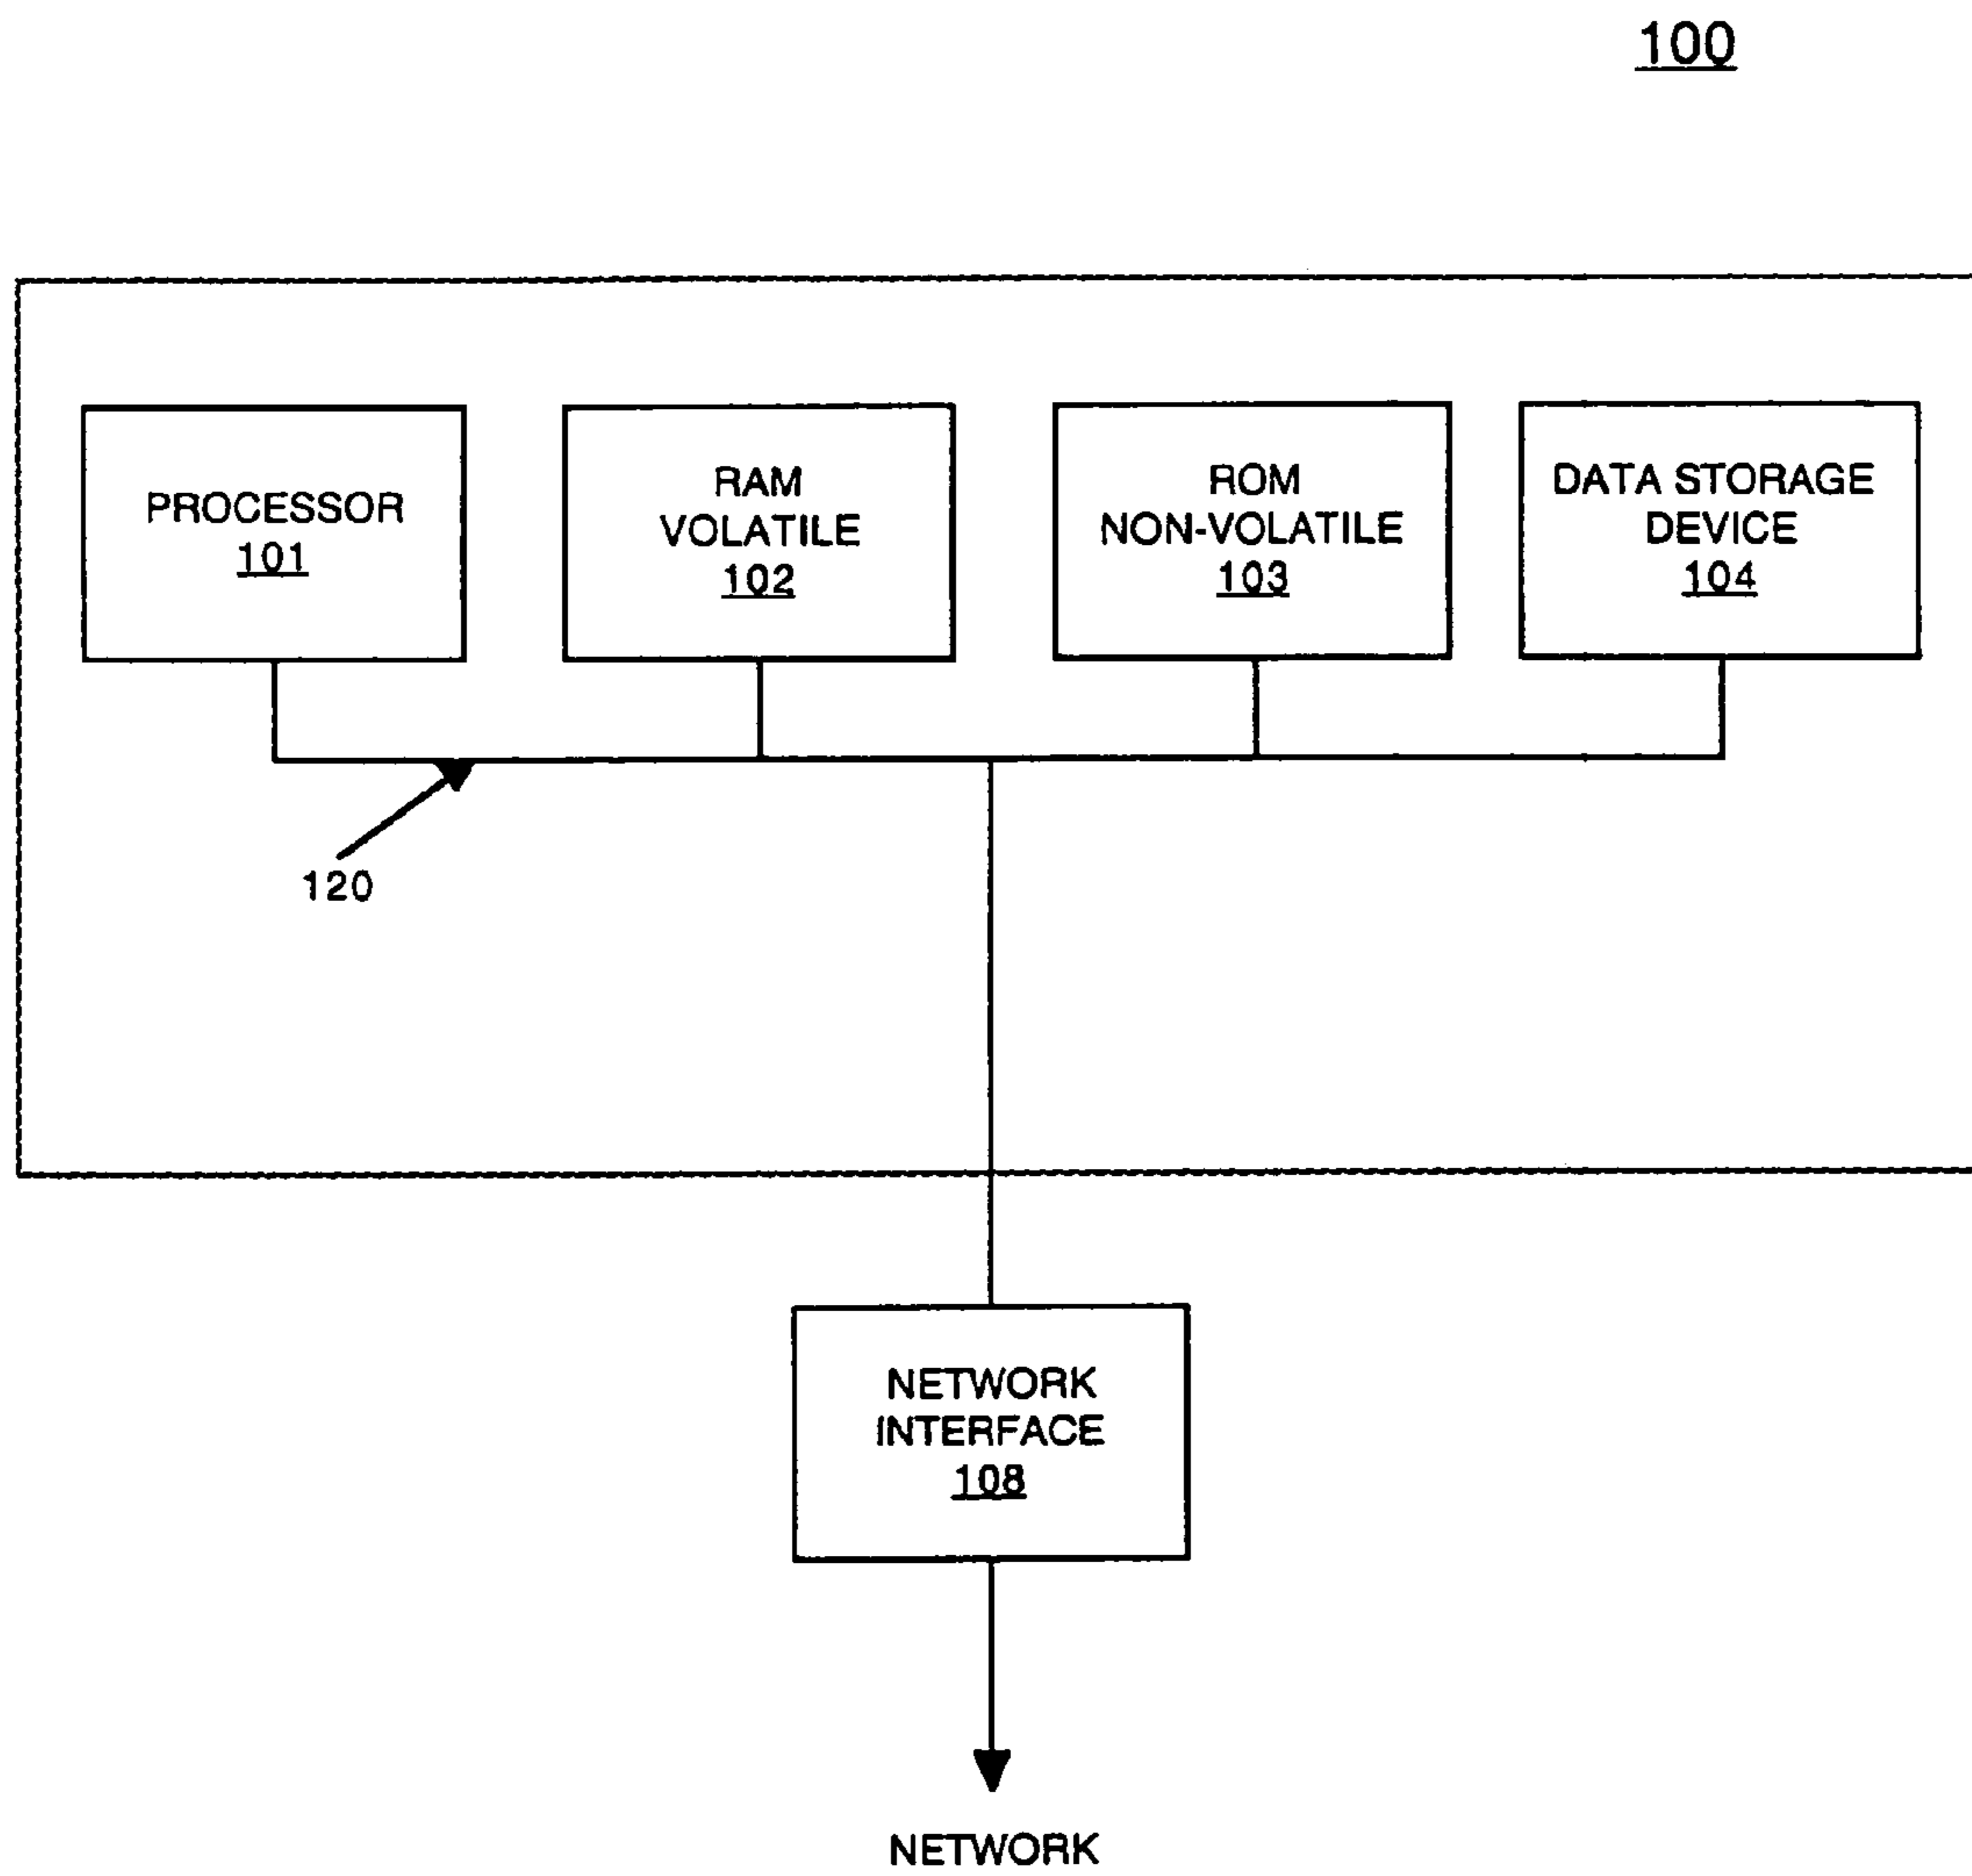 100
PROCESSOR
101
RAM
VOLATILE
102
ROM
NON-VOLATILE
103
DATA STORAGE
DEVICE
104
120
NETWORK
INTERFACE
108
NETWORK